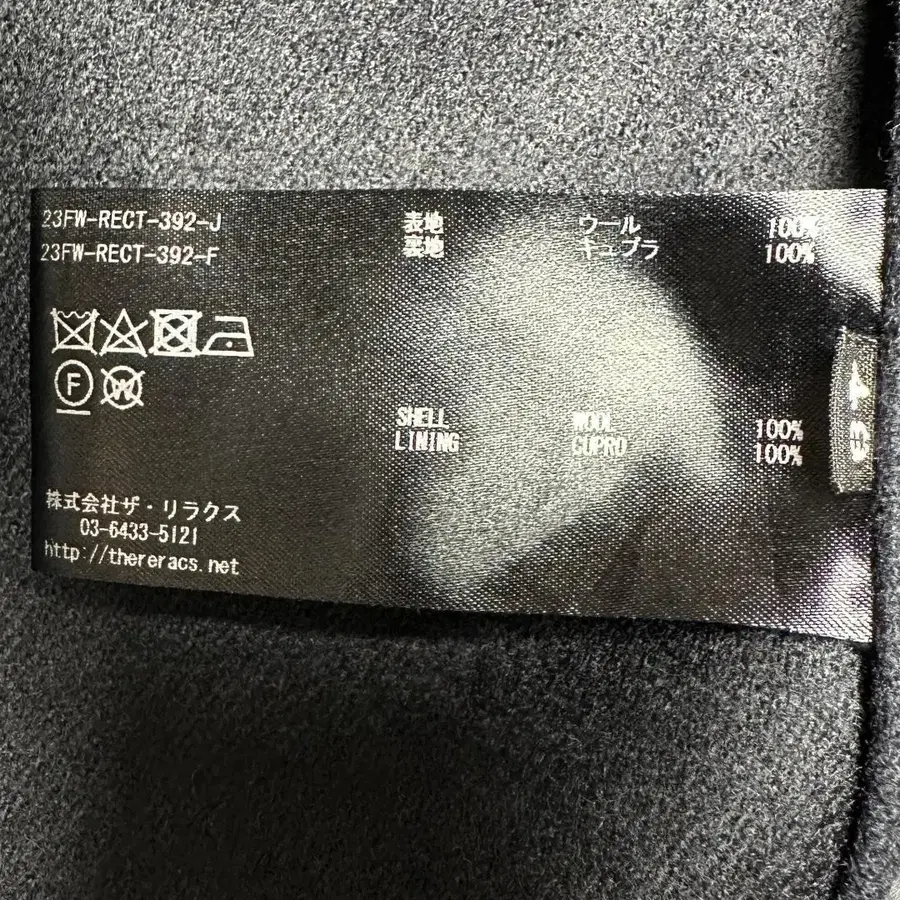 23FW-RECT-392-J
23FW-RECT-392-F
表地 ウール 100%
裏地 キュプラ 100%
F
W
SHELL WOOL 100%
LINING CUPRO 100%
株式会社ザ・リラクス
03-6433-5121
http://thereracs.net